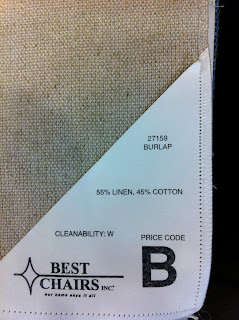 27159
BURLAP
55% LINEN, 45% COTTON
CLEANABILITY: W
PRICE CODE
B
BEST
CHAIRS INC.
our name says it all